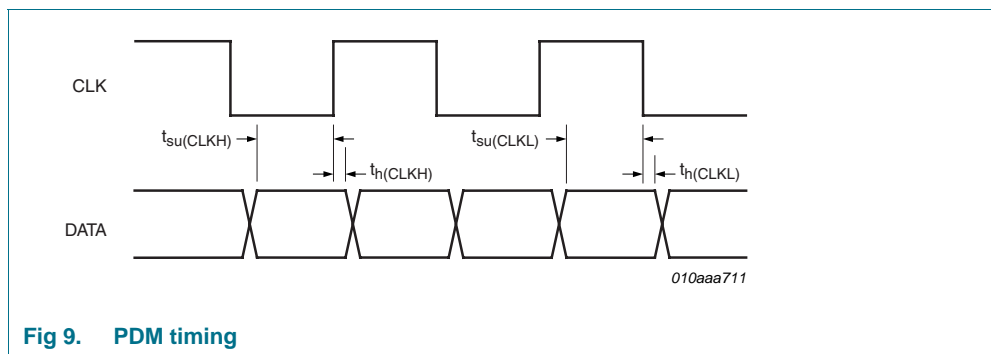 CLK
tsu(CLKH)
tsu(CLKL)
th(CLKH)
th(CLKL)
DATA
010aaa711
Fig 9. PDM timing